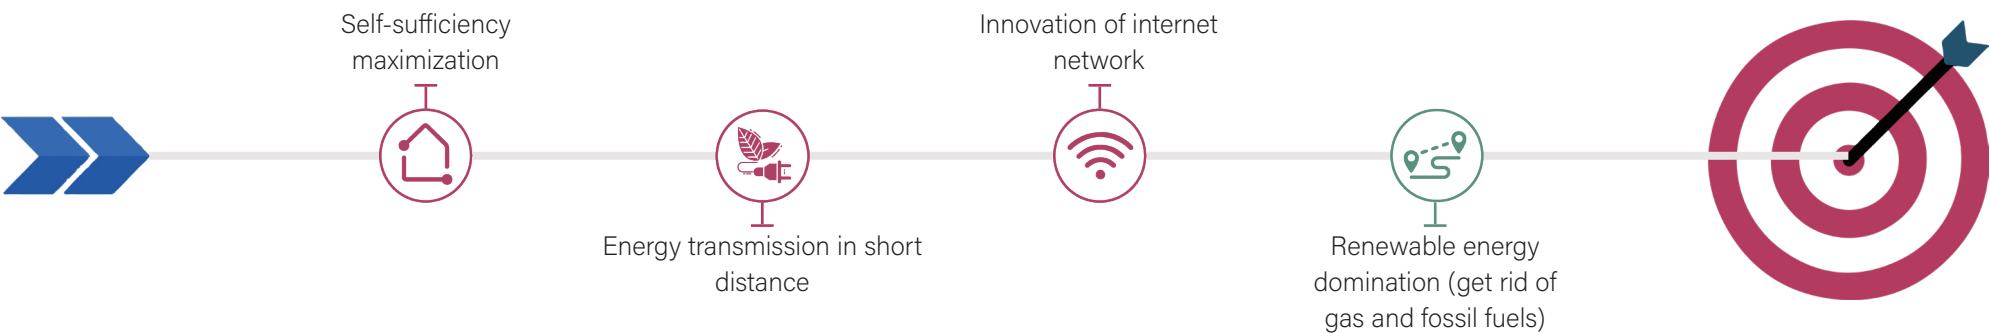 Self-sufficiency
maximization
Energy transmission in short
distance
Innovation of internet
network
Renewable energy
domination (get rid of
gas and fossil fuels)